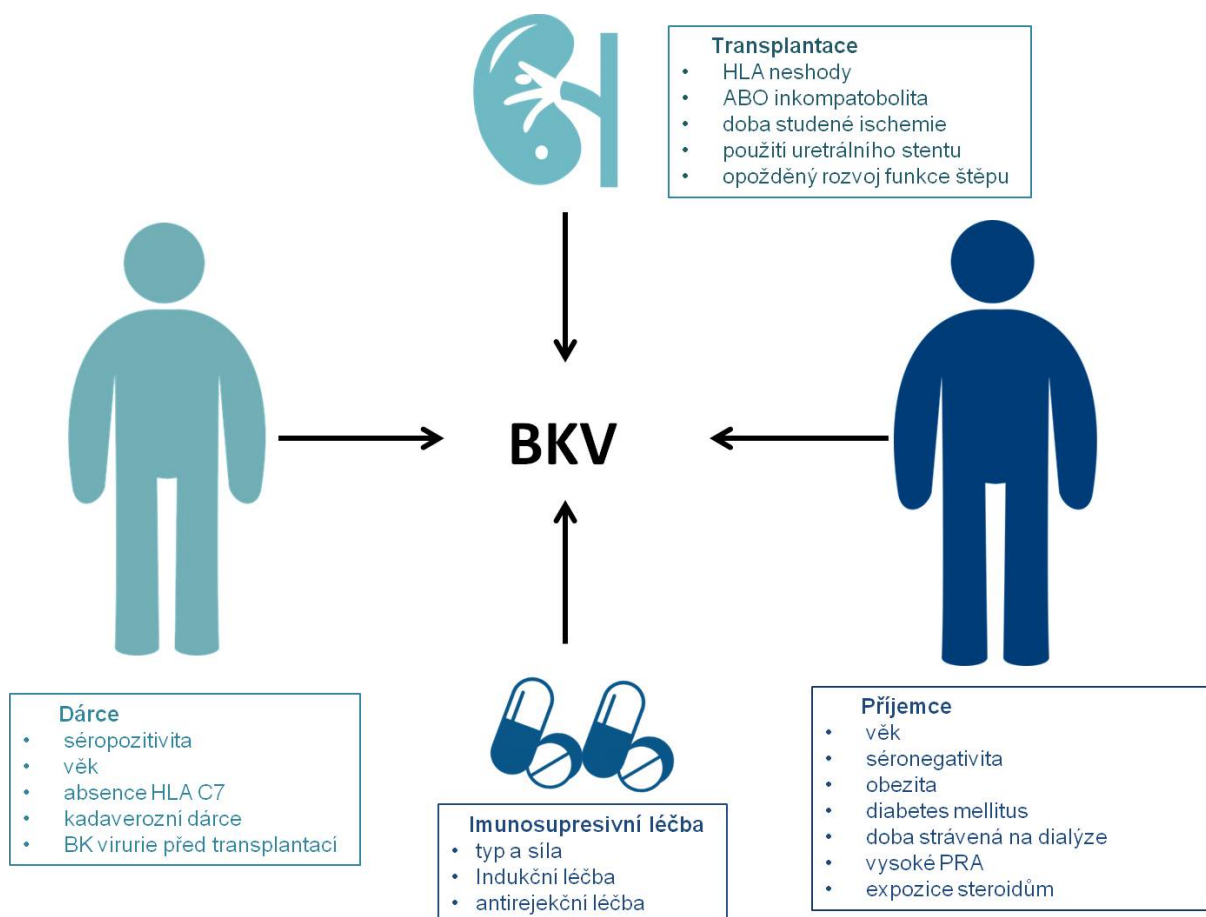 Transplantace
• HLA neshody
• ABO inkompatobolita
• doba studené ischemie
• použití uretrálního stentu
• opožděný rozvoj funkce štěpu
BKV
Dárce
• séropozitivita
• věk
• absence HLA C7
• kadaverozní dárce
• BK virurie před transplantací
Imunosupresivní léčba
• typ a síla
• Indukční léčba
• antirejekční léčba
Příjemce
• věk
• séronegativita
• obezita
• diabetes mellitus
• doba strávená na dialýze
• vysoké PRA
• expozice steroidům